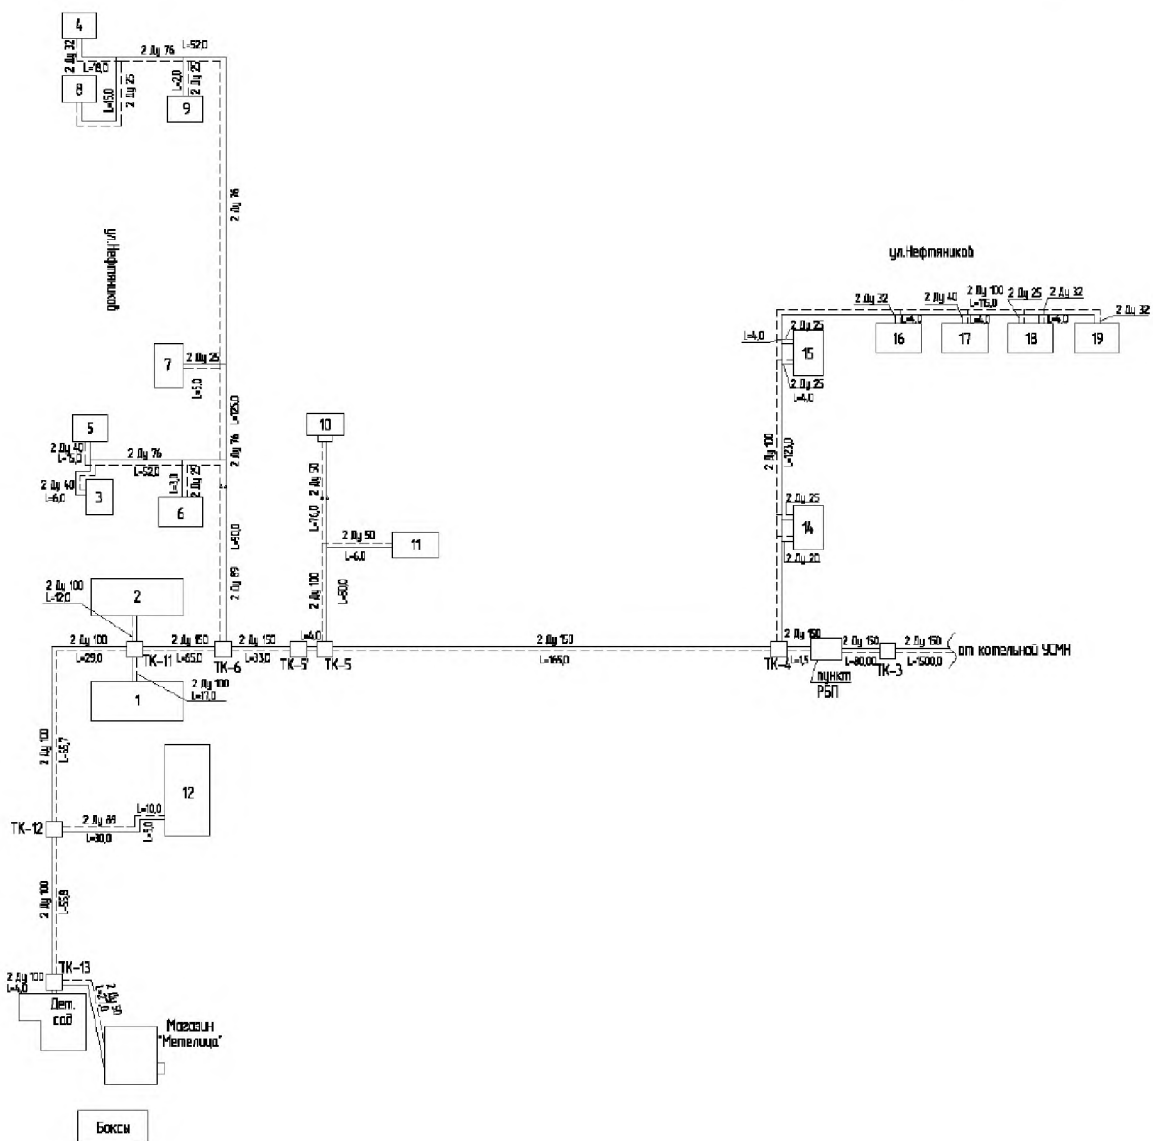 4
2 Ду 32
L=18,0
2 Ду 76
L=52,0
8
L=15,0
2 Ду 25
L=2,0
2 Ду 25
9
2 Ду 76
ул.Нефтяников
ул.Нефтяников
2 Ду 32
2 Ду 40
2 Ду 100
L=115,0
2 Ду 25
2 Ду 32
2 Ду 32
L=4,0
L=4,0
L=4,0
16
17
18
19
L=4,0
2 Ду 25
15
2 Ду 25
L=4,0
7
2 Ду 25
L=5,0
L=125,0
5
2 Ду 40
L=15,0
2 Ду 76
L=52,0
2 Ду 76
2 Ду 40
L=6,0
3
L=3,0
2 Ду 25
6
10
2 Ду 50
L=76,0
2 Ду 50
L=6,0
11
2 Ду 100
L=123,0
2 Ду 25
14
2 Ду 20
L=90,0
2 Ду 89
2 Ду 100
L=60,0
2 Ду 100
L=12,0
2
2 Ду 100
L=29,0
ТК-11
2 Ду 150
L=65,0
ТК-6
2 Ду 150
L=33,0
ТК-5'
L=4,0
ТК-5
2 Ду 150
L=165,0
ТК-4
2 Ду 150
L=1,5
пункт
РБП
2 Ду 150
L=80,00
ТК-3
2 Ду 150
L=1500,0
от котельной УСМН
1
2 Ду 100
L=17,0
2 Ду 100
L=65,7
12
ТК-12
2 Ду 86
L=30,0
L=10,0
L=5,0
2 Ду 100
L=55,9
ТК-13
2 Ду 100
L=4,0
Дет.
сад
2 Ду 50
Магазин
"Метелица"
Боксы